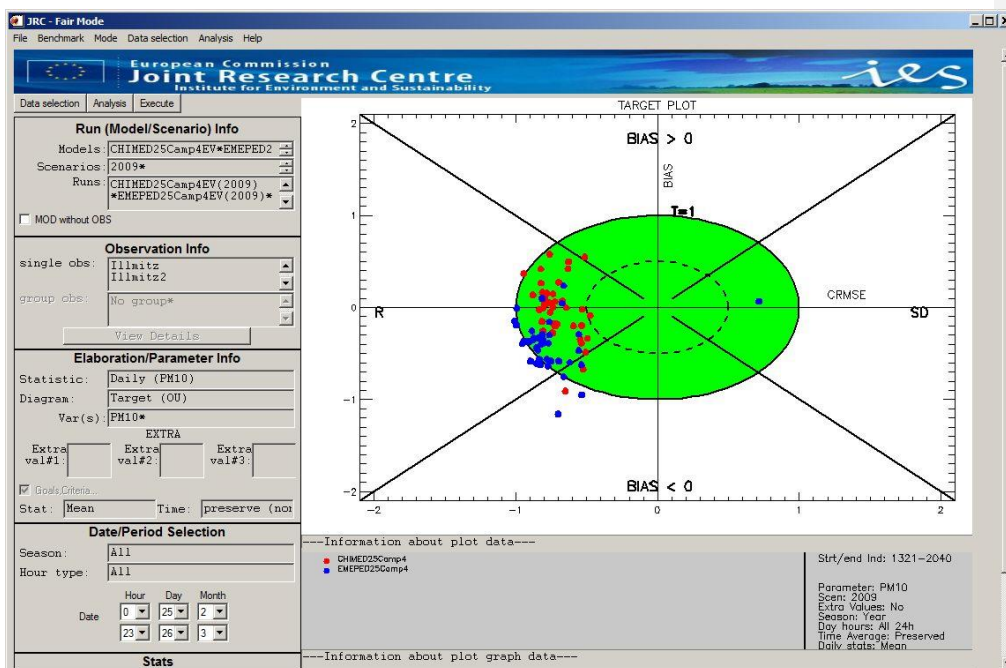 JRC - Fair Mode
File Benchmark Mode Data selection Analysis Help
European Commission
Joint Research Centre
Institute for Environment and Sustainability
ies
Data selection Analysis Execute
Run (Model/Scenario) Info
Models: CHIMED25Camp4EV*EMEPED2
Scenarios: 2009*
Runs: CHIMED25Camp4EV(2009)
*EMEPED25Camp4EV(2009)*
MOD without OBS
Observation Info
single obs: Illmitz
Illmitz2
group obs: No group*
View Details
Elaboration/Parameter Info
Statistic: Daily (PM10)
Diagram: Target (OU)
Var(s): PM10*
EXTRA
Extra val#1: Extra val#2: Extra val#3:
Goals Criteria...
Stat: Mean Time: preserve (nor
Date/Period Selection
Season: All
Hour type: All
Hour Day Month
Date 0 25 2
23 26 3
Stats
TARGET PLOT
2
BIAS > 0
BIAS
1
T=1
CRMSE
0
R
SD
-1
-2
BIAS < 0
-2 -1 0 1 2
---Information about plot data---
CHIMED25Camp4
EMEPED25Camp4
Strt/end Ind: 1321-2040
Parameter: PM10
Scen: 2009
Extra Values: No
Season: Year
Day hours: All 24h
Time Average: Preserved
Daily stats: Mean
---Information about plot graph data---